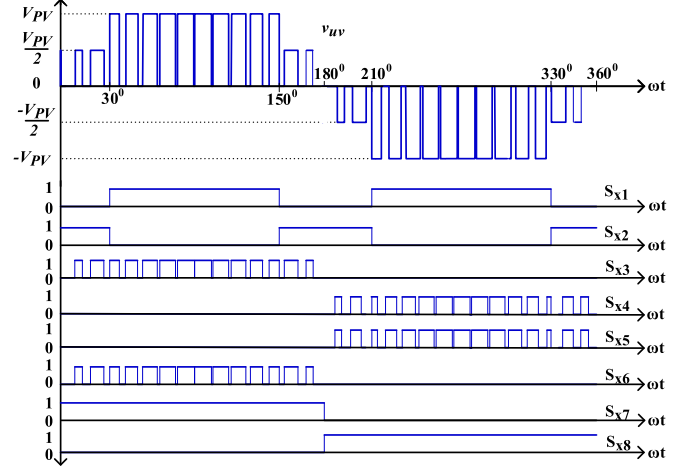 V_PV
v_uv
V_PV
2
0
180⁰ 210⁰ 330⁰ 360⁰ ωt
30⁰ 150⁰
-V_PV
2
-V_PV
1 S_x1
0 ωt
1 S_x2
0 ωt
1 S_x3
0 ωt
1 S_x4
0 ωt
1 S_x5
0 ωt
1 S_x6
0 ωt
1 S_x7
0 ωt
1 S_x8
0 ωt